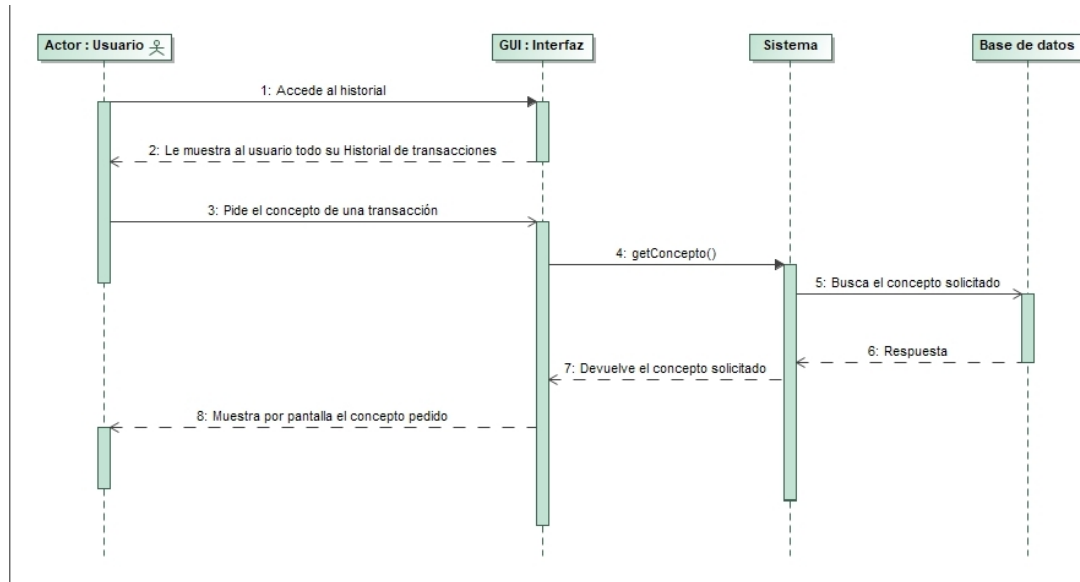 Actor : Usuario
GUI : Interfaz
Sistema
Base de datos
1: Accede al historial
2: Le muestra al usuario todo su Historial de transacciones
3: Pide el concepto de una transacción
4: getConcepto()
5: Busca el concepto solicitado
6: Respuesta
7: Devuelve el concepto solicitado
8: Muestra por pantalla el concepto pedido